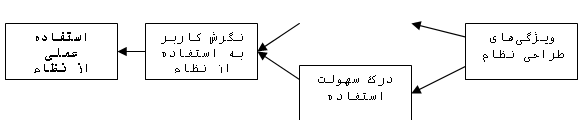 ویژگی‌های
طراحی نظام
درک سهولت
استفاده
نگرش کاربر
به استفاده
از نظام
استفاده
عملی
از نظام